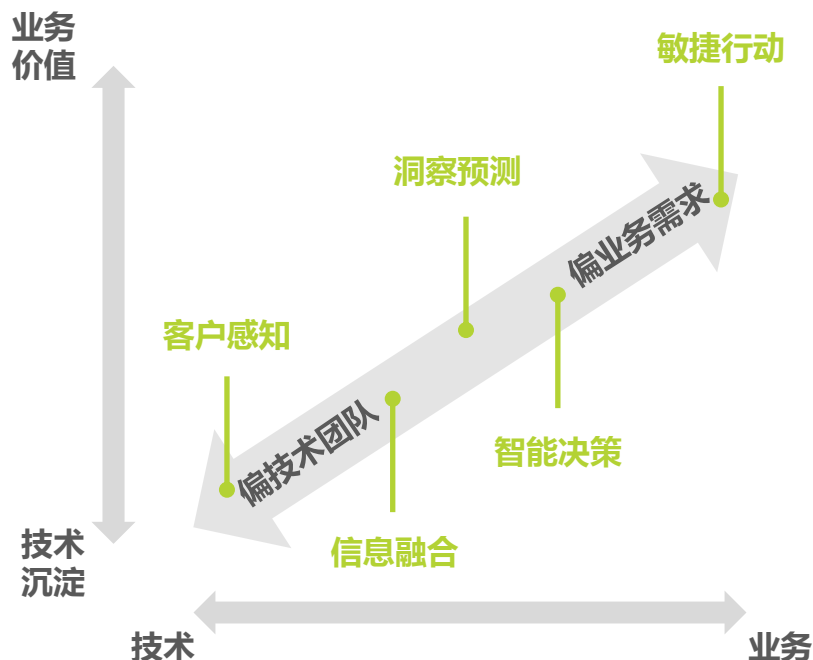 业务
价值
敏捷行动
洞察预测
偏业务需求
客户感知
偏技术团队
智能决策
信息融合
技术
沉淀
技术
业务